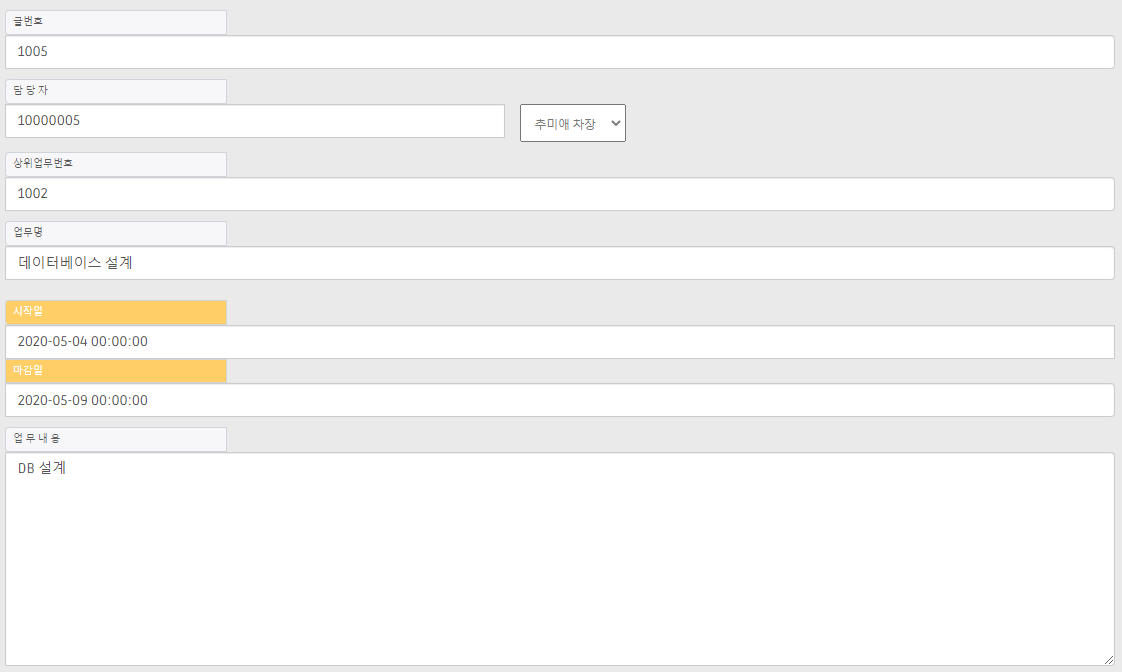 글번호
1005
담 당 자
10000005
추미애 차장
상위업무번호
1002
업무명
데이터베이스 설계
시작일
2020-05-04 00:00:00
마감일
2020-05-09 00:00:00
업 무 내 용
DB 설계